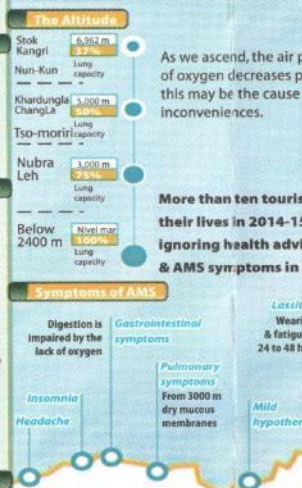 The Altitude
Stok
Kangri
6,962 m
37%
Nun-Kun
Lung
capacity
Khardungla
ChangLa
5,000 m
50%
Tso-moriri
Lung
capacity
Nubra
Leh
3,000 m
75%
Lung
capacity
Below
2400 m
Nivel mar
100%
Lung
capacity
As we ascend, the air p
of oxygen decreases p
this may be the cause
inconveniences.
More than ten touris
their lives in 2014-15
ignoring health advi
& AMS symptoms in
Symptoms of AMS
Digestion is
impaired by the
lack of oxygen
Gastrointestinal
symptoms
Pulmonary
symptoms
From 3000 m
dry mucous
membranes
Insomnia
Headache
Lassit
Weari
& fatigu
24 to 48 h
Mild
hypother